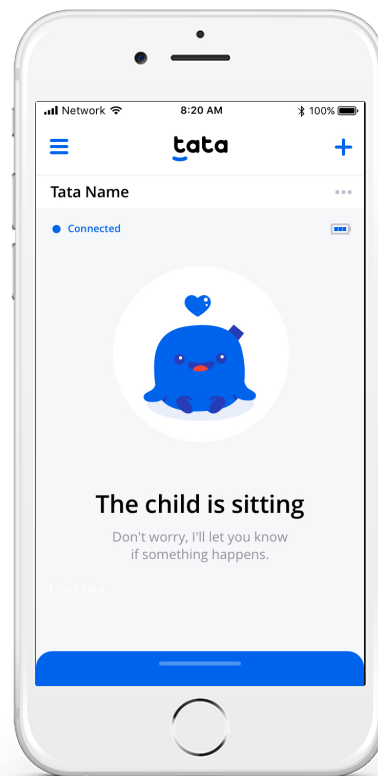 Network 8:20 AM 100%
tata
Tata Name
Connected
The child is sitting
Don't worry, I'll let you know
if something happens.